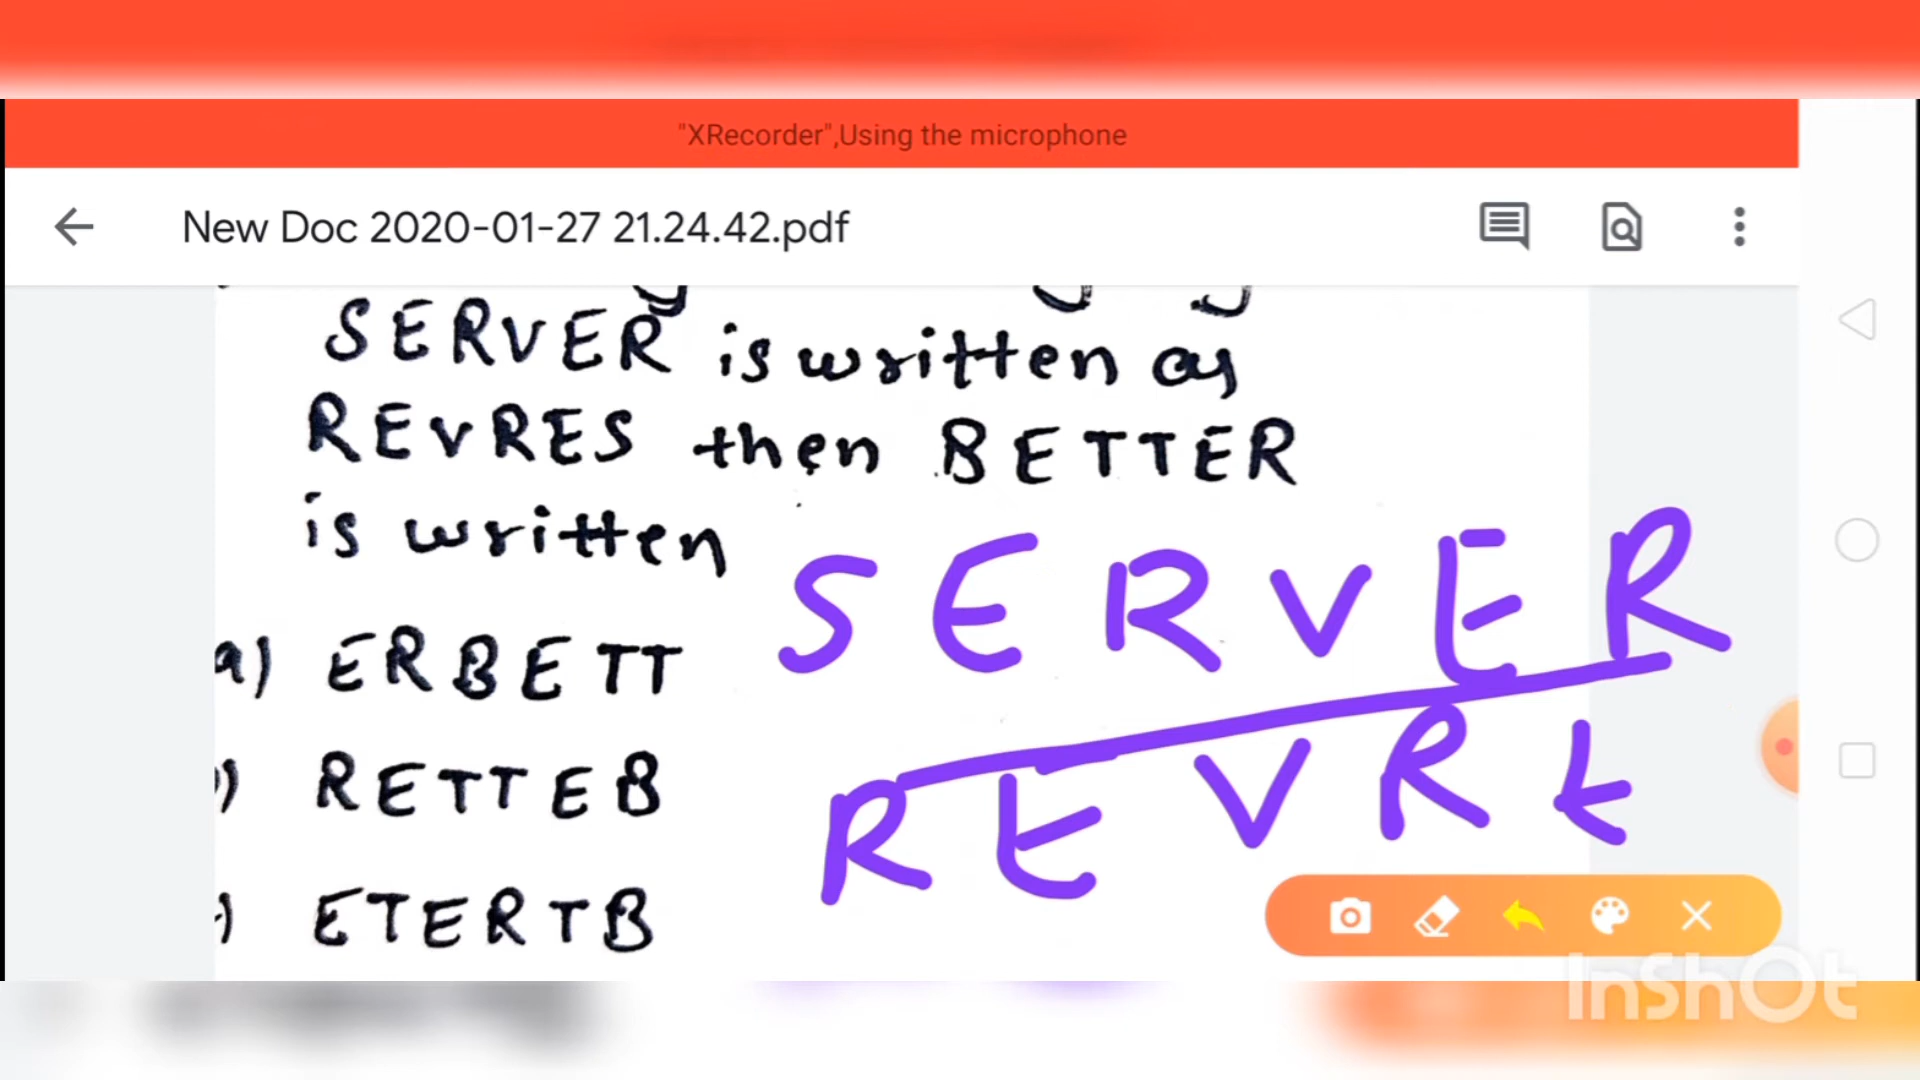 "XRecorder",Using the microphone
New Doc 2020-01-27 21.24.42.pdf
SERVER is written as
REVRES then BETTER
is written
SERVER
a) ERBETT
REVRE
) RETTEB
) ETERTB
InShOt